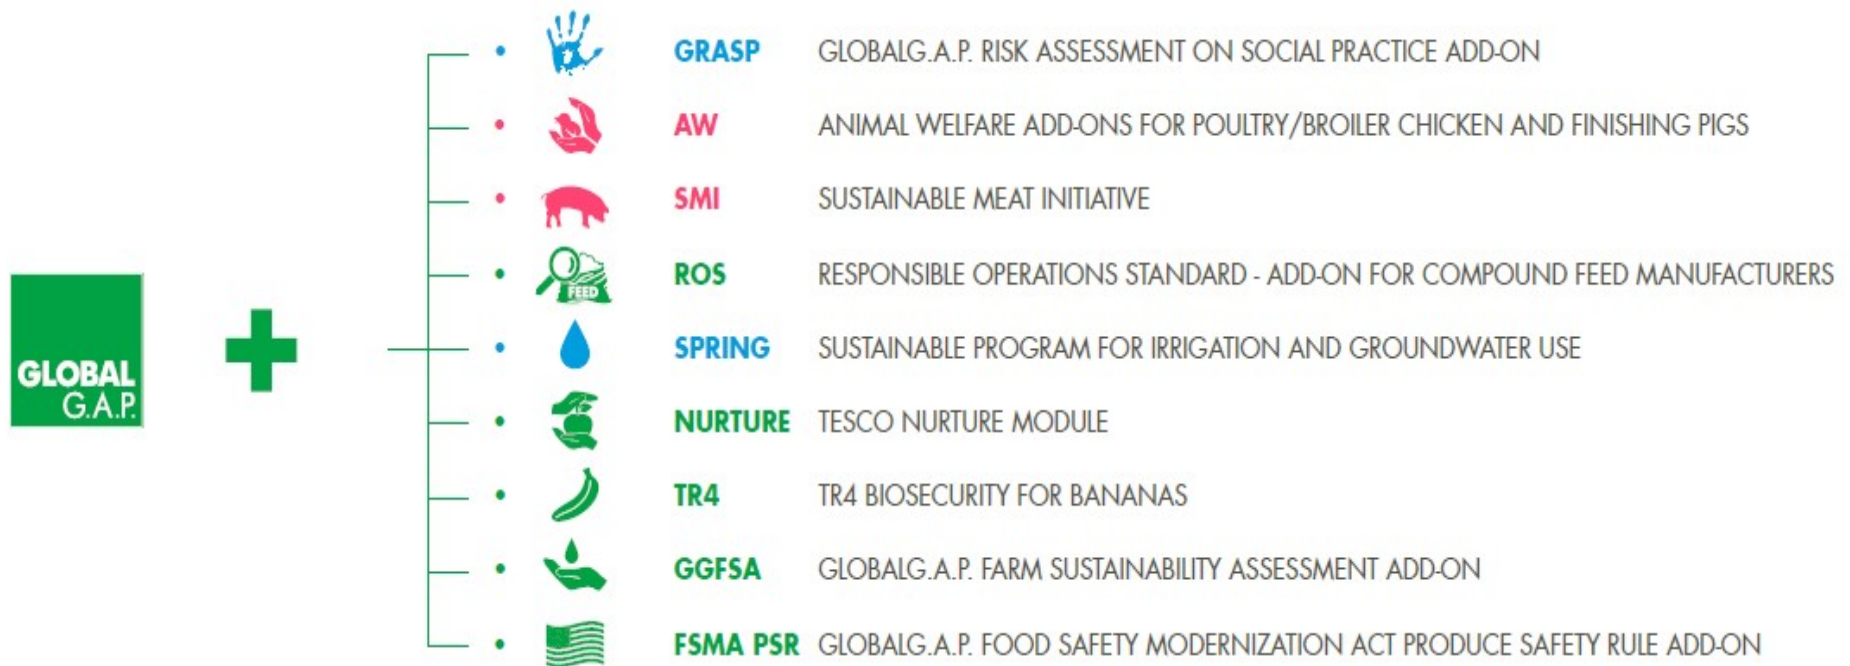 GRASP GLOBALG.A.P. RISK ASSESSMENT ON SOCIAL PRACTICE ADD-ON
AW ANIMAL WELFARE ADD-ONS FOR POULTRY/BROILER CHICKEN AND FINISHING PIGS
SMI SUSTAINABLE MEAT INITIATIVE
FEED
ROS RESPONSIBLE OPERATIONS STANDARD - ADD-ON FOR COMPOUND FEED MANUFACTURERS
GLOBAL
G.A.P.
SPRING SUSTAINABLE PROGRAM FOR IRRIGATION AND GROUNDWATER USE
NURTURE TESCO NURTURE MODULE
TR4 TR4 BIOSECURITY FOR BANANAS
GGFSA GLOBALG.A.P. FARM SUSTAINABILITY ASSESSMENT ADD-ON
FSMA PSR GLOBALG.A.P. FOOD SAFETY MODERNIZATION ACT PRODUCE SAFETY RULE ADD-ON